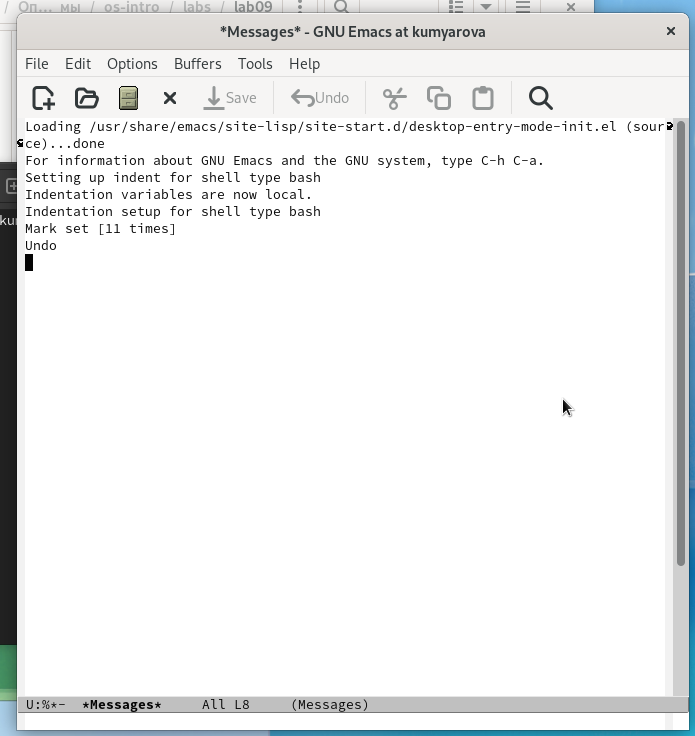 / Оп… мы / os-intro / labs / lab09
*Messages* - GNU Emacs at kumyarova
File Edit Options Buffers Tools Help
Save Undo
Loading /usr/share/emacs/site-lisp/site-start.d/desktop-entry-mode-init.el (sour
ce)...done
For information about GNU Emacs and the GNU system, type C-h C-a.
Setting up indent for shell type bash
Indentation variables are now local.
Indentation setup for shell type bash
Mark set [11 times]
Undo
kur
U:%*- *Messages* All L8 (Messages)